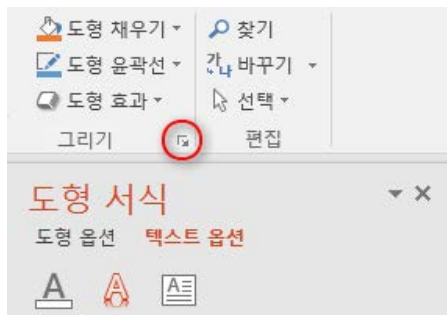 도형 채우기 찾기
도형 윤곽선 바꾸기
도형 효과 선택
그리기 편집
도형 서식
도형 옵션 텍스트 옵션